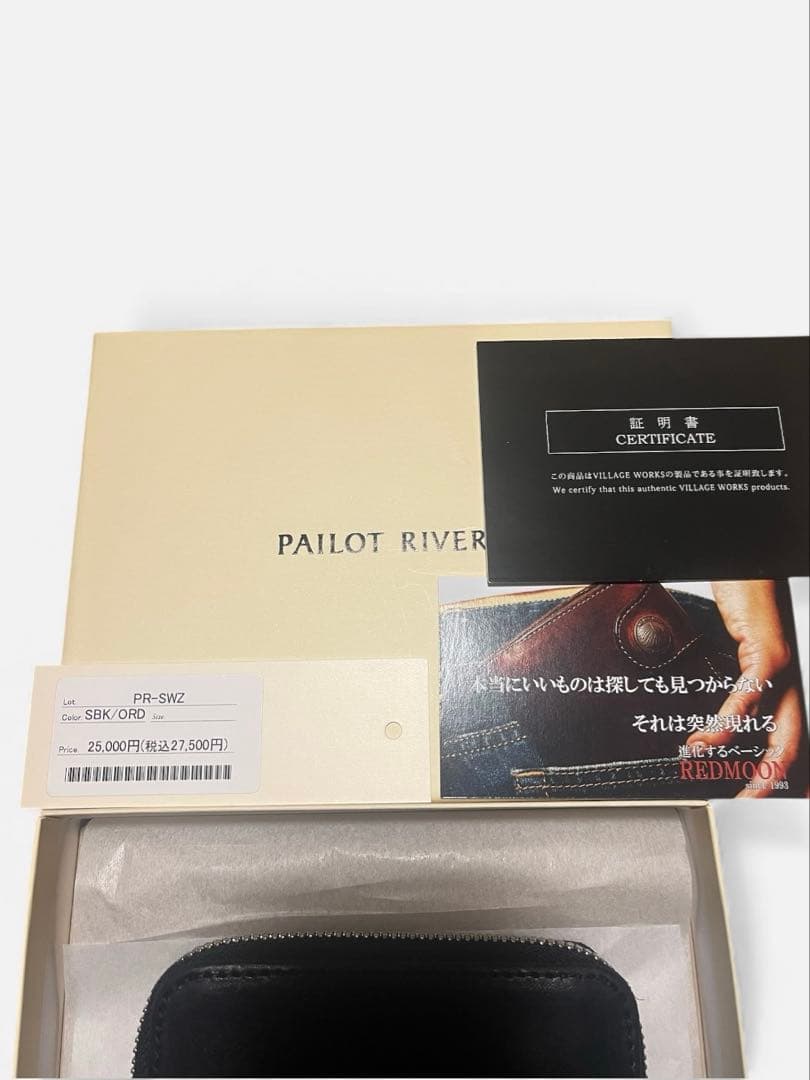 証明書
CERTIFICATE
この商品はVILLAGE WORKSの製品である事を証明致します。
We certify that this authentic VILLAGE WORKS products.
PAILOT RIVER
本当にいいものは探しても見つからない
それは突然現れる
進化するベーシック
REDMOON
since 1993
Lot. PR-SWZ
Color. SBK/ORD Size.
Price. 25,000円(税込27,500円)